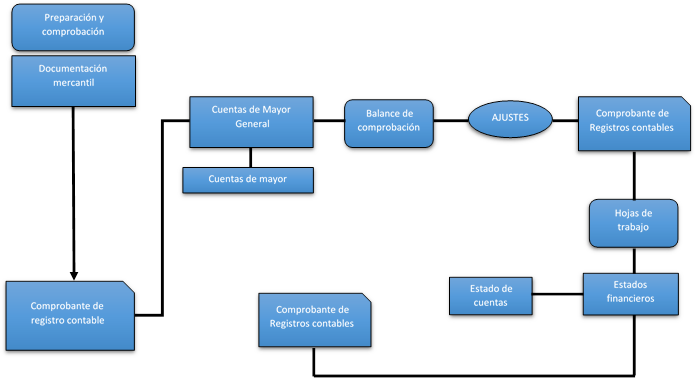 Preparación y
comprobación
Documentación
mercantil
Comprobante de
registro contable
Cuentas de Mayor
General
Cuentas de mayor
Balance de
comprobación
AJUSTES
Comprobante de
Registros contables
Hojas de
trabajo
Estados
financieros
Estado de
cuentas
Comprobante de
Registros contables